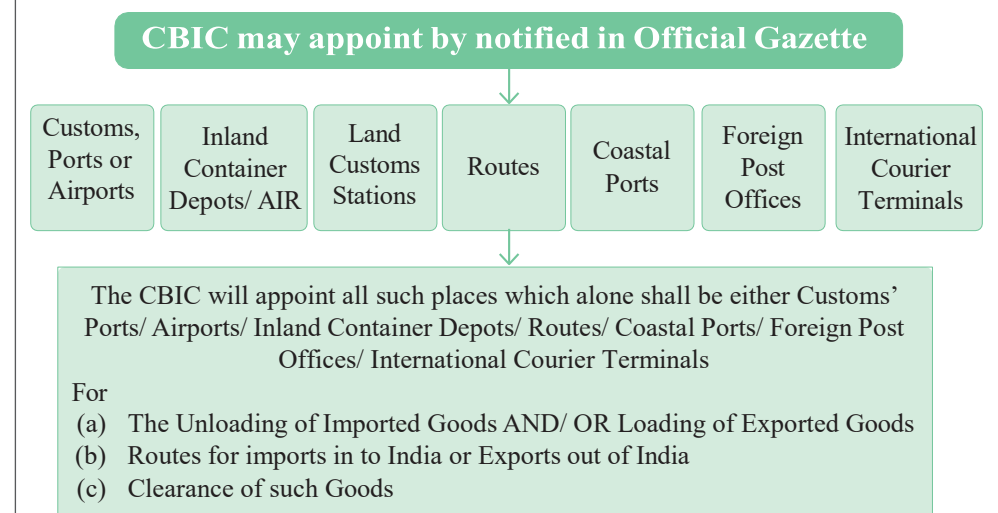 CBIC may appoint by notified in Official Gazette
Customs,
Ports or
Airports
Inland
Container
Depots/ AIR
Land
Customs
Stations
Routes
Coastal
Ports
Foreign
Post
Offices
International
Courier
Terminals
The CBIC will appoint all such places which alone shall be either Customs’
Ports/ Airports/ Inland Container Depots/ Routes/ Coastal Ports/ Foreign Post
Offices/ International Courier Terminals
For
(a) The Unloading of Imported Goods AND/ OR Loading of Exported Goods
(b) Routes for imports in to India or Exports out of India
(c) Clearance of such Goods